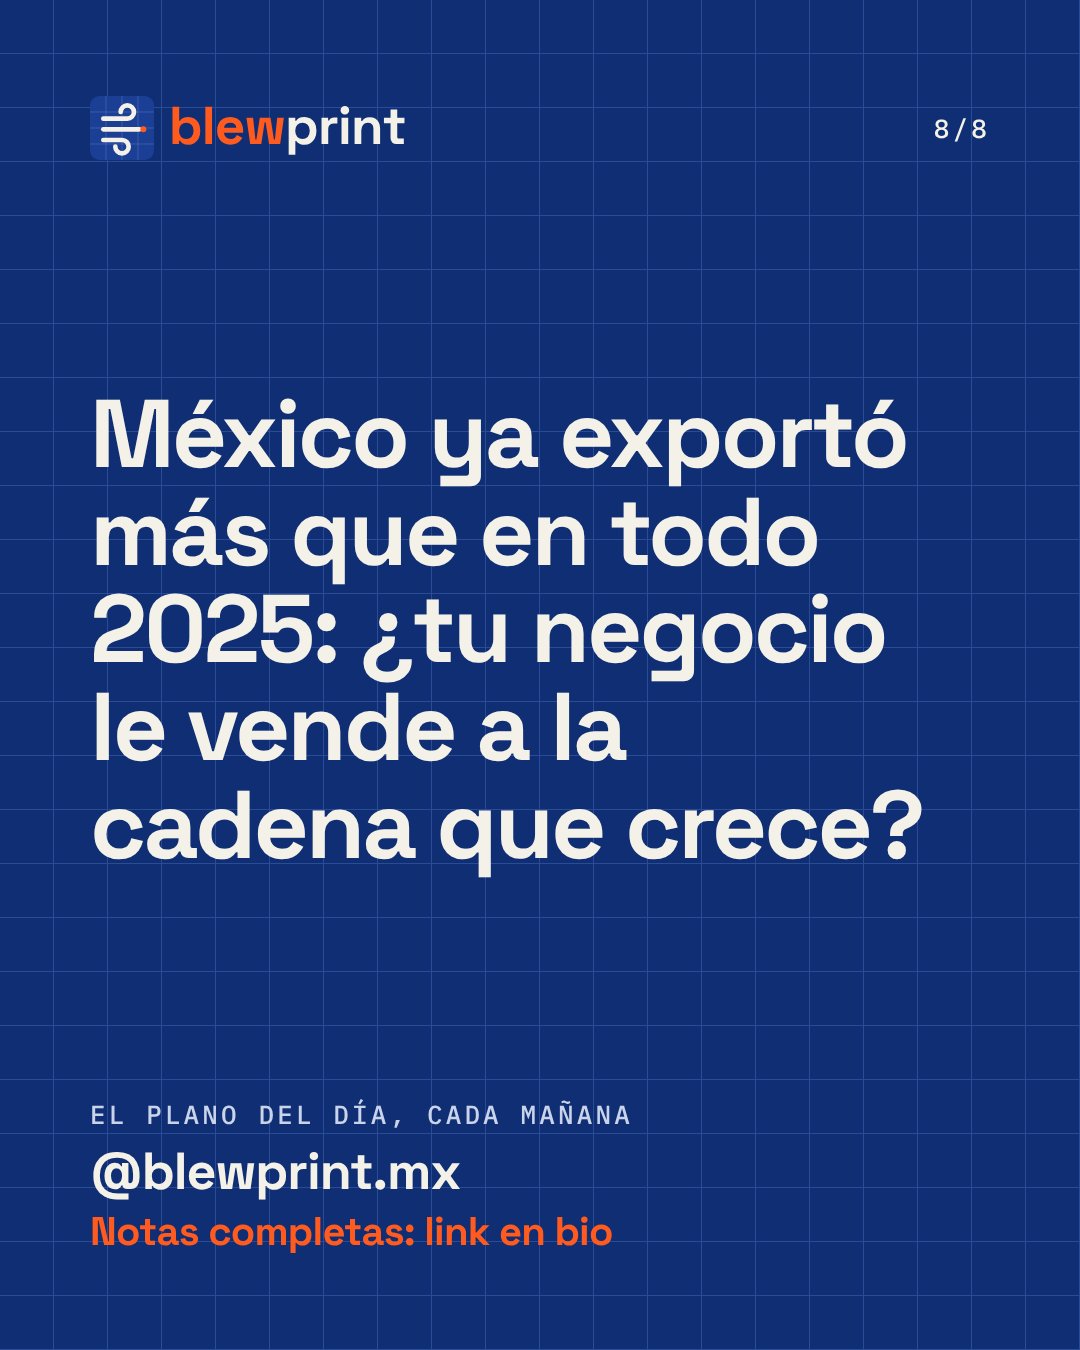 blewprint
8/8
México ya exportó
más que en todo
2025: ¿tu negocio
le vende a la
cadena que crece?
EL PLANO DEL DÍA, CADA MAÑANA
@blewprint.mx
Notas completas: link en bio